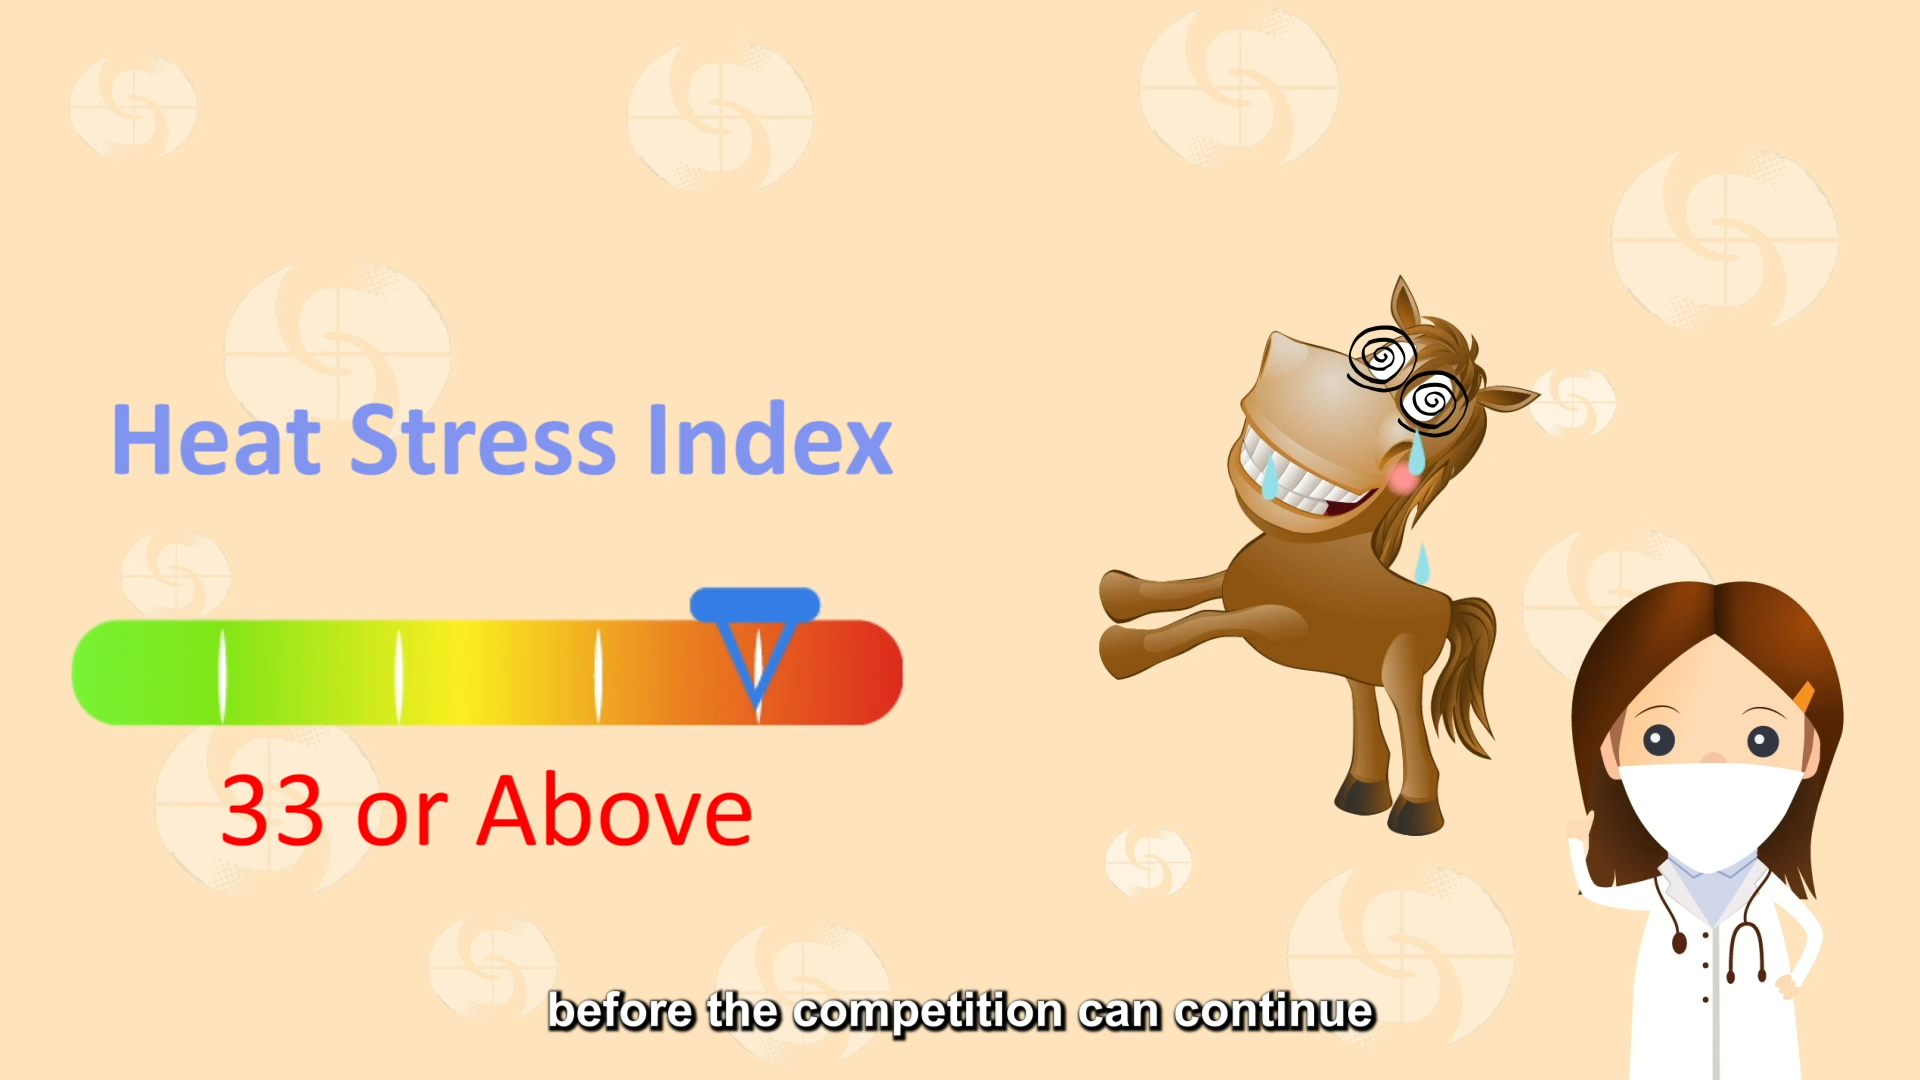 Heat Stress Index
33 or Above
before the competition can continue